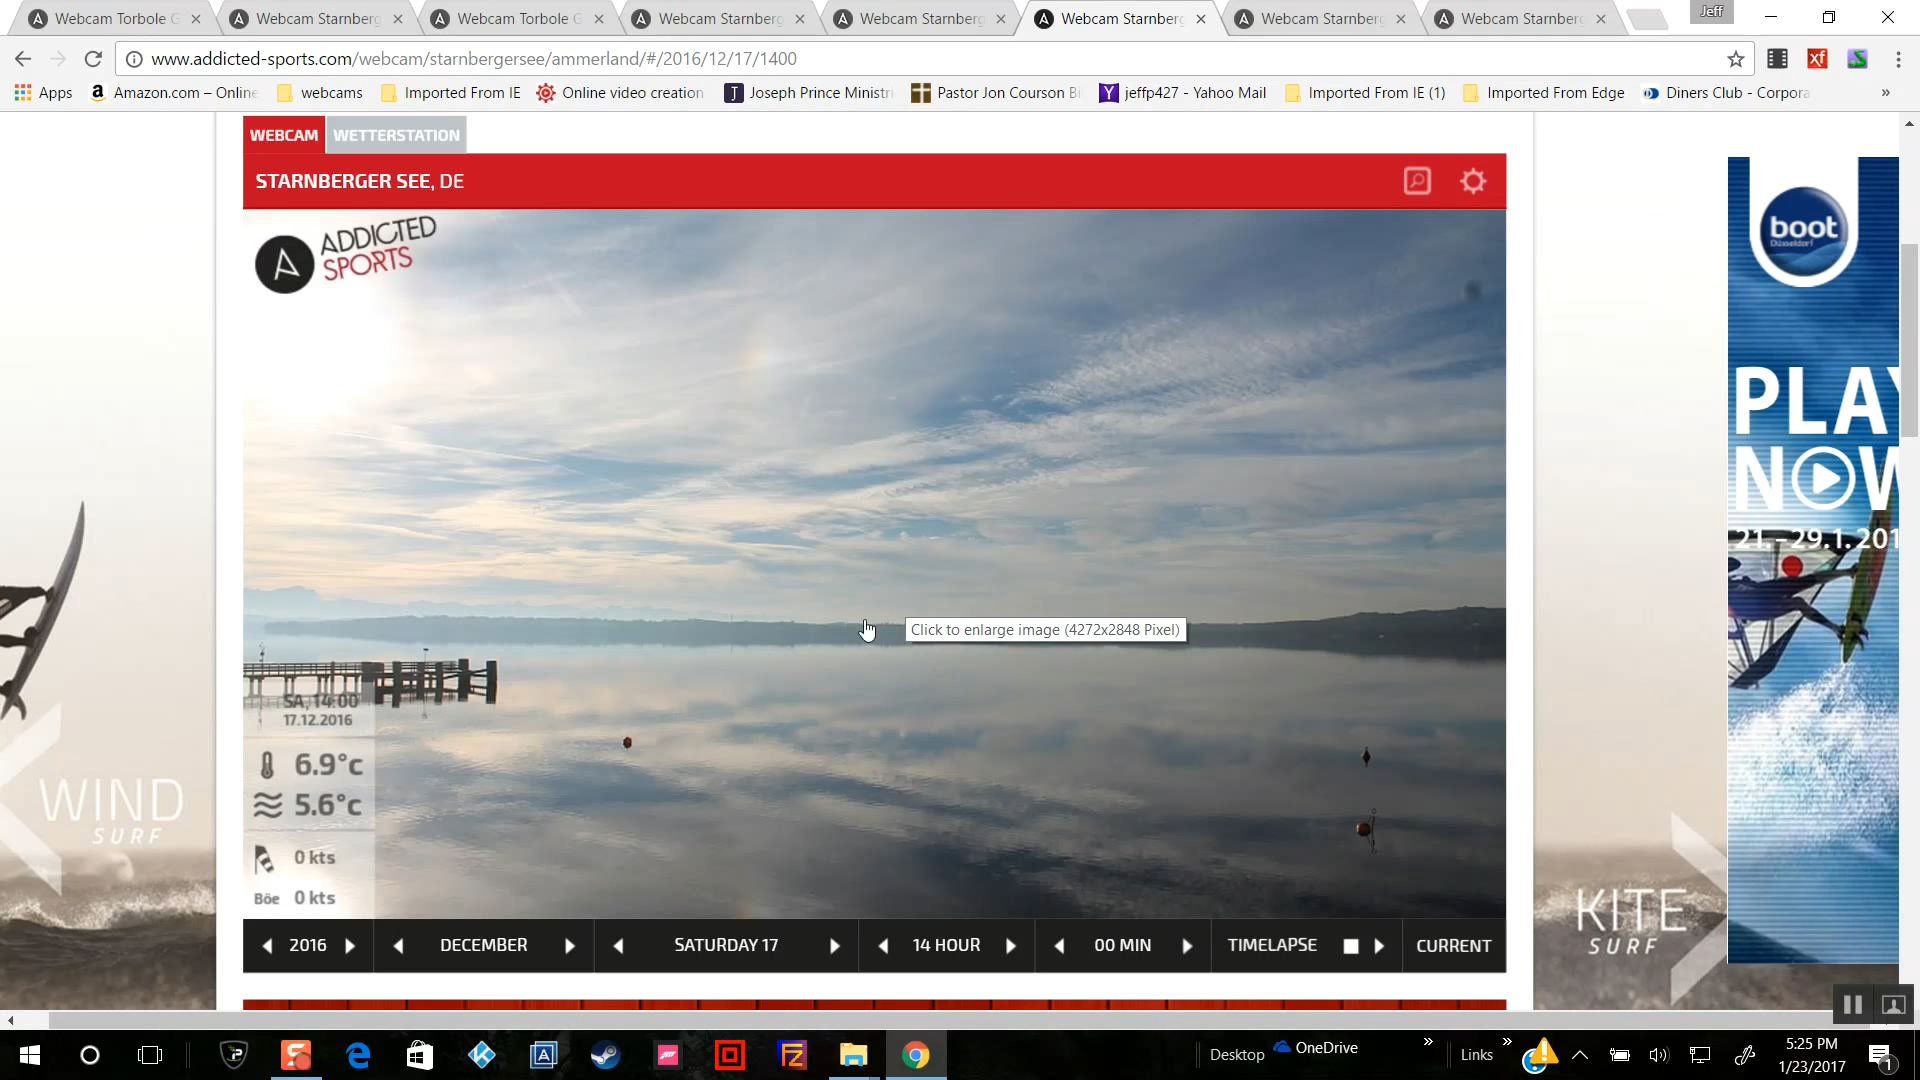 Webcam Torbole G
Webcam Starnberg
Webcam Torbole G
Webcam Starnberg
Webcam Starnberg
Webcam Starnberg
Webcam Starnberg
Webcam Starnberg
Jeff
www.addicted-sports.com/webcam/starnbergersee/ammerland/#/2016/12/17/1400
xf
S
Apps
Amazon.com – Online
webcams
Imported From IE
Online video creation
Joseph Prince Ministri
Pastor Jon Courson Bi
jeffp427 - Yahoo Mail
Imported From IE (1)
Imported From Edge
Diners Club - Corpora
»
WEBCAM
WETTERSTATION
STARNBERGER SEE, DE
ADDICTED
SPORTS
boot
Düsseldorf
PLAY
NOW
21.-29.1.201
Click to enlarge image (4272x2848 Pixel)
SA, 14:00
17.12.2016
6.9°c
5.6°c
0 kts
Böe 0 kts
WIND
SURF
KITE
SURF
2016
DECEMBER
SATURDAY 17
14 HOUR
00 MIN
TIMELAPSE
CURRENT
Desktop
OneDrive
»
Links
»
5:25 PM
1/23/2017
1